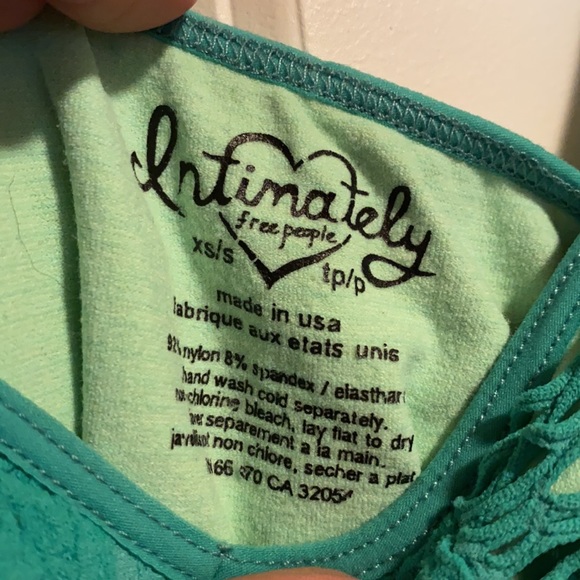 Intimately
free people
xs/s tp/p
made in usa
fabrique aux etats unis
92% nylon 8% spandex / elasthan
hand wash cold separately.
chlorine bleach, lay flat to dry
separement a la main.
non chlore, secher a plat
CA 3205